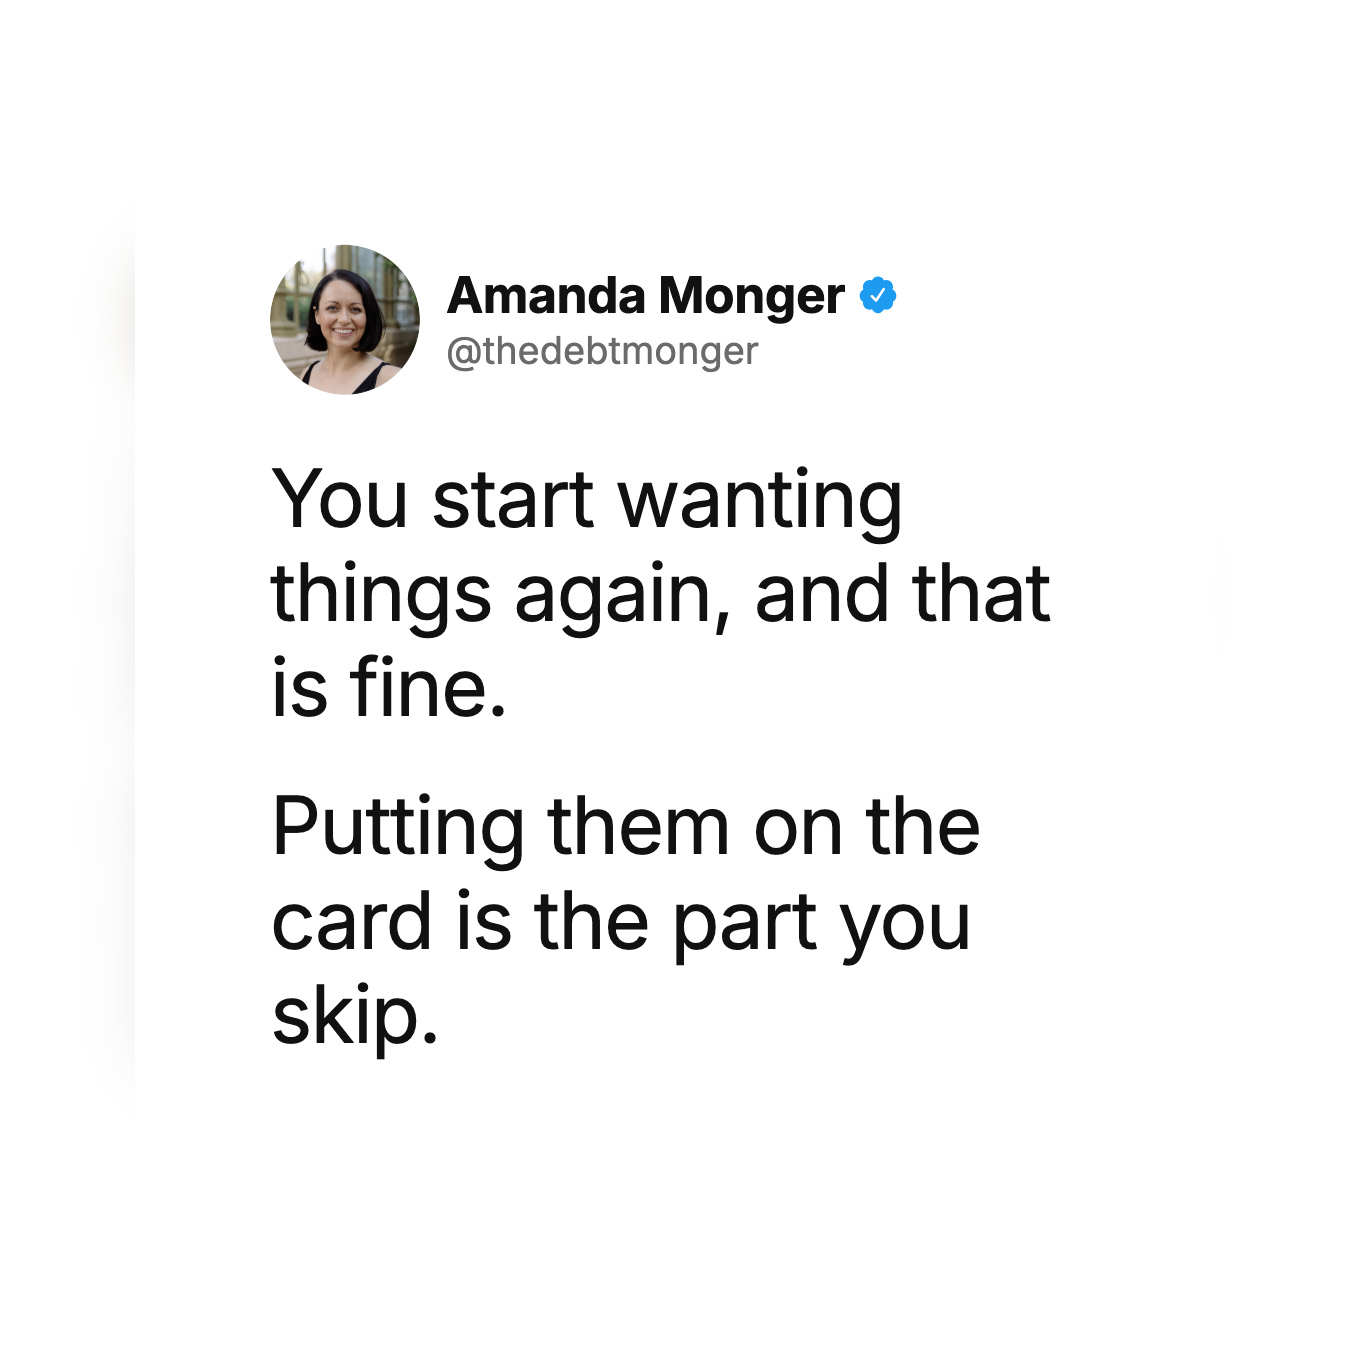 Amanda Monger
@thedebtmonger
You start wanting
things again, and that
is fine.
Putting them on the
card is the part you
skip.